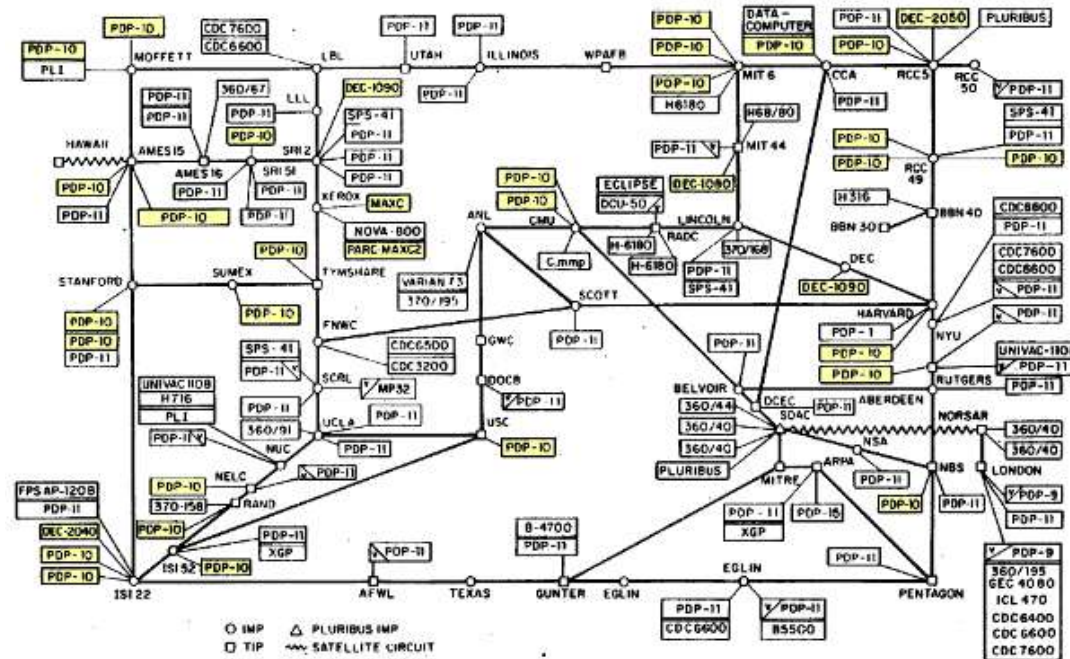 PDP-10
CDC7600
CDC6600
PDP-11
PDP-11
PDP-10
DATA-
COMPUTER
PDP-11
DEC-2050
PLURIBUS
PDP-10
PLI
MOFFETT
LBL
UTAH
ILLINOIS
WPAFB
PDP-10
PDP-10
PDP-10
PDP-10
H6180
MIT 6
CCA
RCC5
RCC
50
PDP-11
PDP-11
PDP-11
PDP-11
360/67
LLL
PDP-11
DEC-1090
SPS-41
PDP-11
PDP-11
PDP-11
PDP-10
HAWAII
AMES15
AMES16
SRI 51
SRI2
PDP-10
PDP-11
PDP-10
PDP-11
PDP-11
PDP-11
H68/80
MIT 44
DEC-1080
SPS-41
PDP-11
PDP-10
PDP-10
PDP-10
RCC
49
XEROX
MAXC
NOVA-800
PARC-MAXC2
PDP-10
PDP-10
ECLIPSE
DCU-50
ANL
CMU
RADC
LINCOLN
C.mmp
H-6180
H-6180
370/168
PDP-11
SPS-41
H316
BBN 40
BBN 30
CDC6600
PDP-11
CDC7600
CDC6600
PDP-11
PDP-11
DEC
DEC-1090
STANFORD
SUMEX
TYMSHARE
PDP-10
PDP-10
PDP-10
PDP-10
PDP-11
VARIAN 73
370/195
SCOTT
PDP-11
HARVARD
PDP-1
PDP-10
PDP-10
NYU
FNWC
CDC6500
CDC3200
GWC
SPS-41
PDP-11
SCRL
MP32
DOCB
PDP-11
PDP-11
UNIVAC-110
PDP-11
RUTGERS
PDP-11
UNIVAC1108
H716
PLI
PDP-11
360/91
UCLA
PDP-11
PDP-11
USC
PDP-10
BELVOIR
DCEC
PDP-11
ABERDEEN
360/44
360/40
360/40
PLURIBUS
SDAC
NORSAR
360/40
360/40
PDP-11
NUC
NELC
PDP-11
PDP-10
370-158
RAND
NSA
PDP-11
MITRE
ARPA
PDP-10
NBS
PDP-11
LONDON
PDP-9
PDP-11
FPS AP-120B
PDP-11
DEC-2040
PDP-10
PDP-10
PDP-10
PDP-11
XGP
ISI 52
PDP-10
B-4700
PDP-11
PDP-11
XGP
PDP-15
PDP-11
PDP-9
360/195
GEC 4080
ICL 470
CDC6400
CDC6600
CDC7600
ISI22
PDP-11
AFWL
TEXAS
GUNTER
EGLIN
EGLIN
PENTAGON
PDP-11
CDC6600
PDP-11
B5500
IMP
PLURIBUS IMP
TIP
SATELLITE CIRCUIT